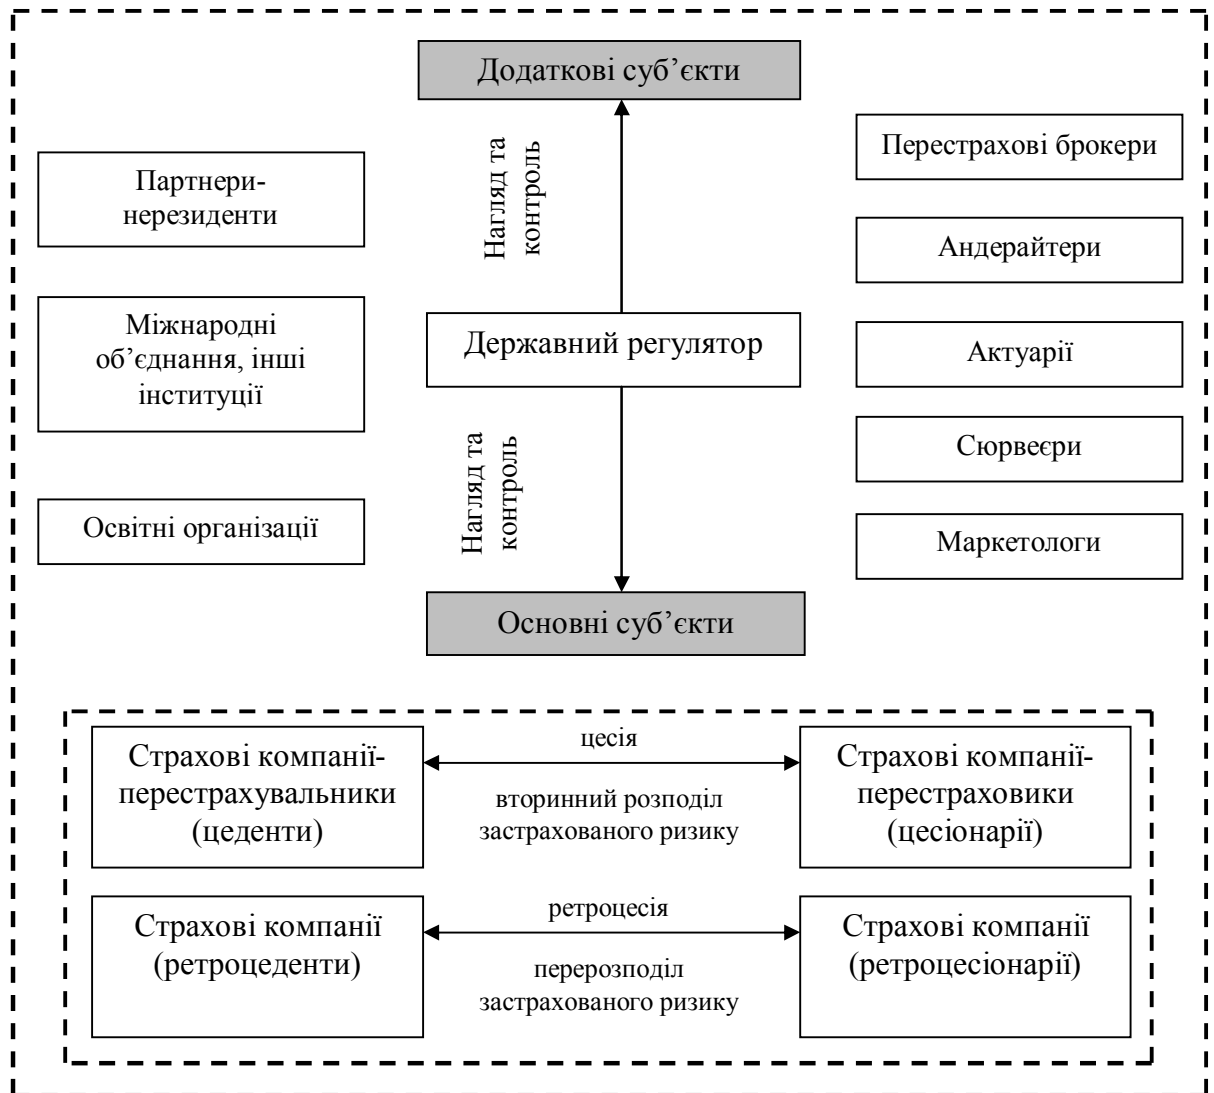 Додаткові суб’єкти
Нагляд та
контроль
Партнери-
нерезиденти
Міжнародні
об’єднання, інші
інституції
Освітні організації
Державний регулятор
Перестрахові брокери
Андерайтери
Актуарії
Сюрвеєри
Маркетологи
Нагляд та
контроль
Основні суб’єкти
Страхові компанії-
перестрахувальники
(цеденти)
цесія
вторинний розподіл
застрахованого ризику
Страхові компанії-
перестраховики
(цесіонарії)
Страхові компанії
(ретроцеденти)
ретроцесія
перерозподіл
застрахованого ризику
Страхові компанії
(ретроцесіонарії)